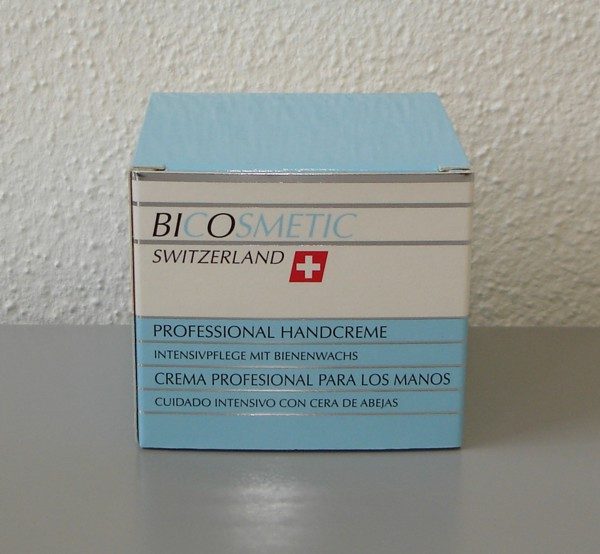 BICOSMETIC
SWITZERLAND
PROFESSIONAL HANDCREME
INTENSIVPFLEGE MIT BIENENWACHS
CREMA PROFESIONAL PARA LOS MANOS
CUIDADO INTENSIVO CON CERA DE ABEJAS